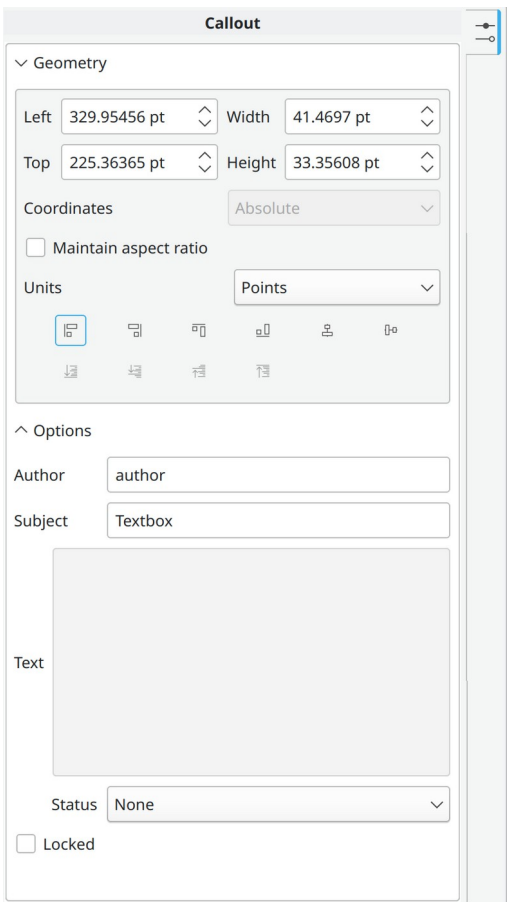 Callout
Geometry
Left 329.95456 pt Width 41.4697 pt
Top 225.36365 pt Height 33.35608 pt
Coordinates Absolute
Maintain aspect ratio
Units Points
Options
Author author
Subject Textbox
Text
Status None
Locked